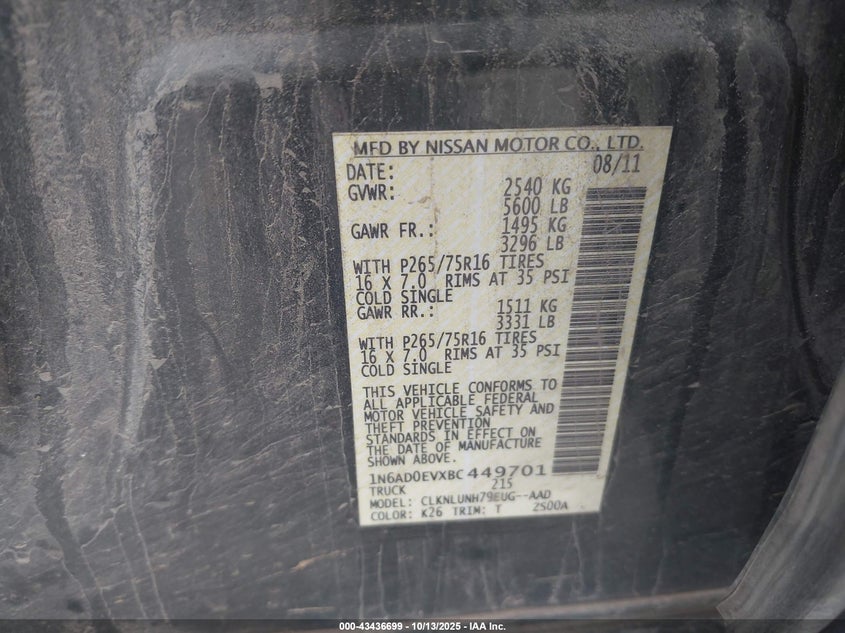 MFD BY NISSAN MOTOR CO., LTD.
DATE: 08/11
GVWR: 2540 KG
5600 LB
GAWR FR.: 1495 KG
3296 LB
WITH P265/75R16 TIRES
16 X 7.0 RIMS AT 35 PSI
COLD SINGLE
GAWR RR.: 1511 KG
3331 LB
WITH P265/75R16 TIRES
16 X 7.0 RIMS AT 35 PSI
COLD SINGLE
THIS VEHICLE CONFORMS TO
ALL APPLICABLE FEDERAL
MOTOR VEHICLE SAFETY AND
THEFT PREVENTION
STANDARDS IN EFFECT ON
THE DATE OF MANUFACTURE
SHOWN ABOVE.
1N6AD0EVXBC449701
TRUCK 215
MODEL: CLKNLUNH79EUG--AAD
COLOR: K26 TRIM: T 2S00A
000-43436699 - 10/13/2025 - IAA Inc.